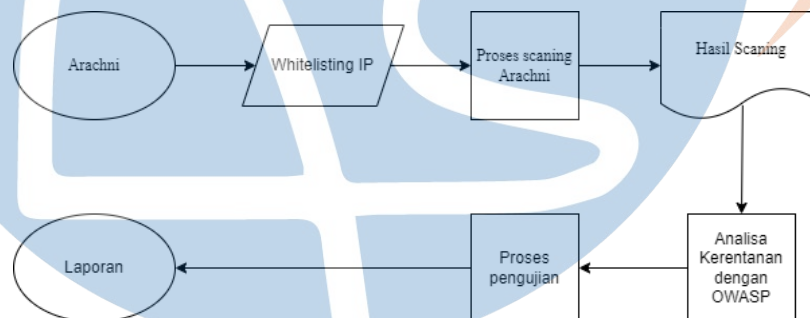 Arachni
Whitelisting IP
Proses scaning
Arachni
Hasil Scaning
Analisa
Kerentanan
dengan
OWASP
Proses
pengujian
Laporan